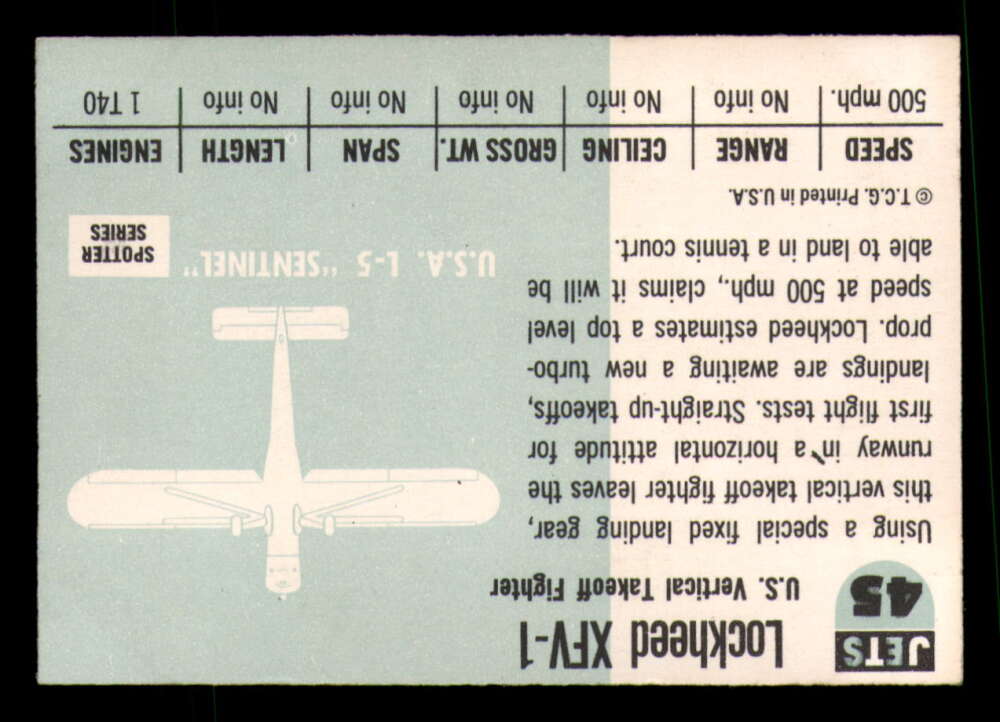 JETS
45
Lockheed XFV-1
U.S. Vertical Takeoff Fighter
Using a special fixed landing gear,
this vertical takeoff fighter leaves the
runway in a horizontal attitude for
first flight tests. Straight-up takeoffs,
landings are awaiting a new turbo-
prop. Lockheed estimates a top level
speed at 500 mph., claims it will be
able to land in a tennis court.
© T.C.G. Printed in U.S.A.
U.S.A. L-5 "SENTINEL"
SPOTTER
SERIES
SPEED RANGE CEILING GROSS WT. SPAN LENGTH ENGINES
500 mph. No info No info No info No info No info 1 T40